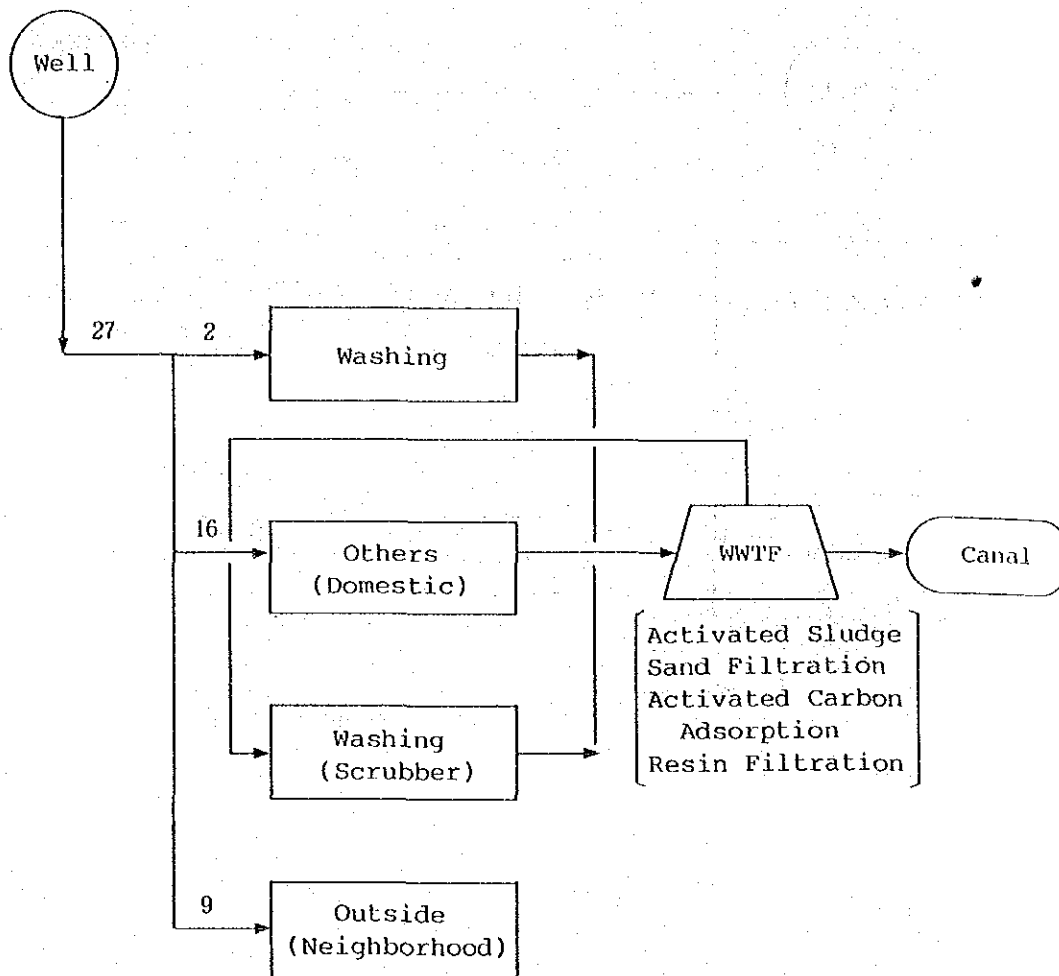 Well
27
2
Washing
16
Others
(Domestic)
WWTF
Canal
Activated Sludge
Sand Filtration
Activated Carbon
Adsorption
Resin Filtration
Washing
(Scrubber)
9
Outside
(Neighborhood)